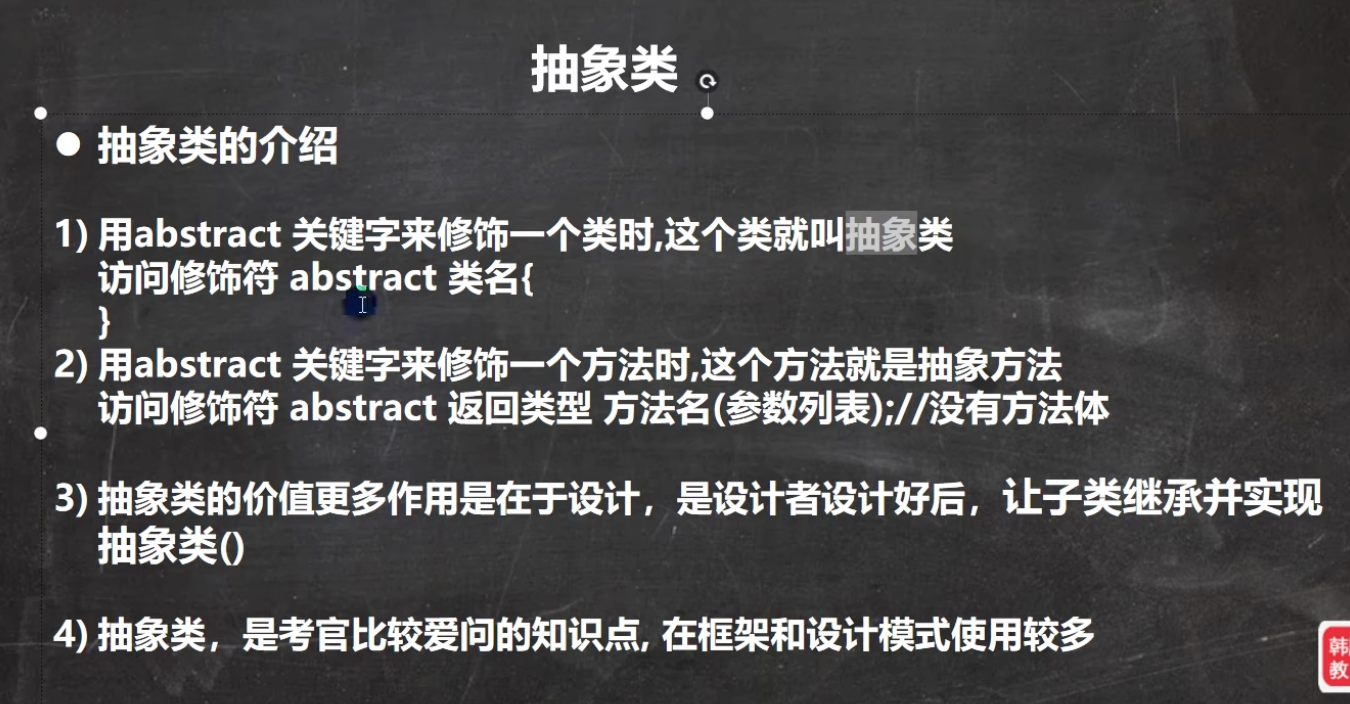 抽象类
● 抽象类的介绍
1) 用abstract 关键字来修饰一个类时,这个类就叫抽象类
访问修饰符 abstract 类名{
}
2) 用abstract 关键字来修饰一个方法时,这个方法就是抽象方法
访问修饰符 abstract 返回类型 方法名(参数列表);//没有方法体
3) 抽象类的价值更多作用是在于设计，是设计者设计好后，让子类继承并实现
抽象类()
4) 抽象类，是考官比较爱问的知识点, 在框架和设计模式使用较多
教